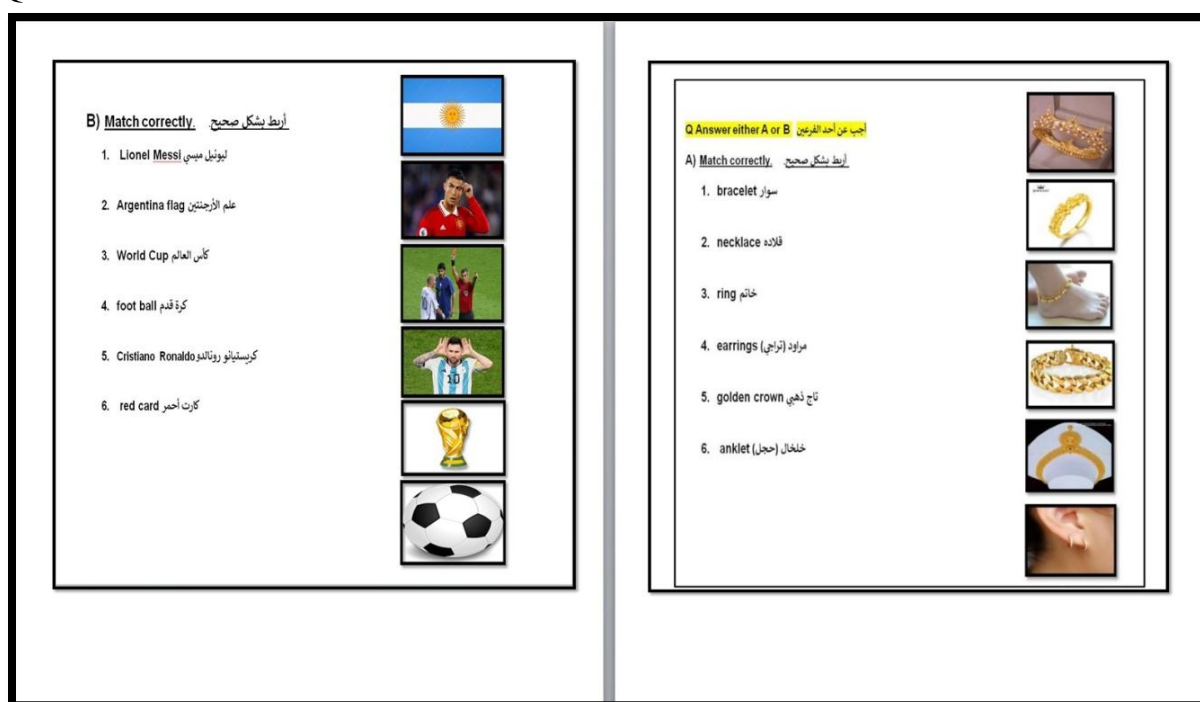 B) Match correctly. أربط بشكل صحيح.
1. Lionel Messi ليونيل ميسي
2. Argentina flag علم الأرجنتين
3. World Cup كأس العالم
4. foot ball كرة قدم
5. Cristiano Ronaldo كريستيانو رونالدو
6. red card كارت أحمر
10
Q Answer either A or B أجب عن أحد الفرعين
A) Match correctly. أربط بشكل صحيح.
1. bracelet سوار
2. necklace قلاده
3. ring خاتم
4. earrings مراود (تراجي)
5. golden crown تاج ذهبي
6. anklet خلخال (حجل)